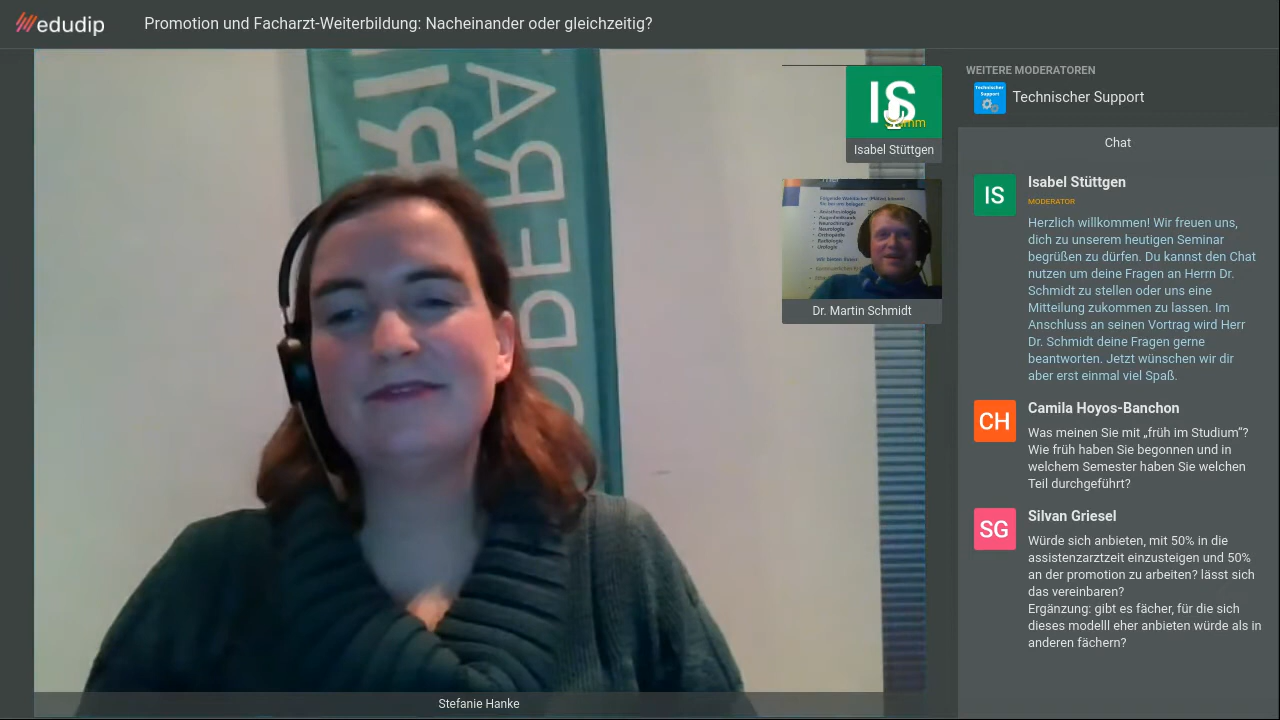 edudip
Promotion und Facharzt-Weiterbildung: Nacheinander oder gleichzeitig?
IS
Isabel Stüttgen
Dr. Martin Schmidt
Stefanie Hanke
WEITERE MODERATOREN
Technischer
Support
Technischer Support
Chat
IS
Isabel Stüttgen
MODERATOR
Herzlich willkommen! Wir freuen uns,
dich zu unserem heutigen Seminar
begrüßen zu dürfen. Du kannst den Chat
nutzen um deine Fragen an Herrn Dr.
Schmidt zu stellen oder uns eine
Mitteilung zukommen zu lassen. Im
Anschluss an seinen Vortrag wird Herr
Dr. Schmidt deine Fragen gerne
beantworten. Jetzt wünschen wir dir
aber erst einmal viel Spaß.
CH
Camila Hoyos-Banchon
Was meinen Sie mit „früh im Studium"?
Wie früh haben Sie begonnen und in
welchem Semester haben Sie welchen
Teil durchgeführt?
SG
Silvan Griesel
Würde sich anbieten, mit 50% in die
assistenzarztzeit einzusteigen und 50%
an der promotion zu arbeiten? lässt sich
das vereinbaren?
Ergänzung: gibt es fächer, für die sich
dieses modelll eher anbieten würde als in
anderen fächern?